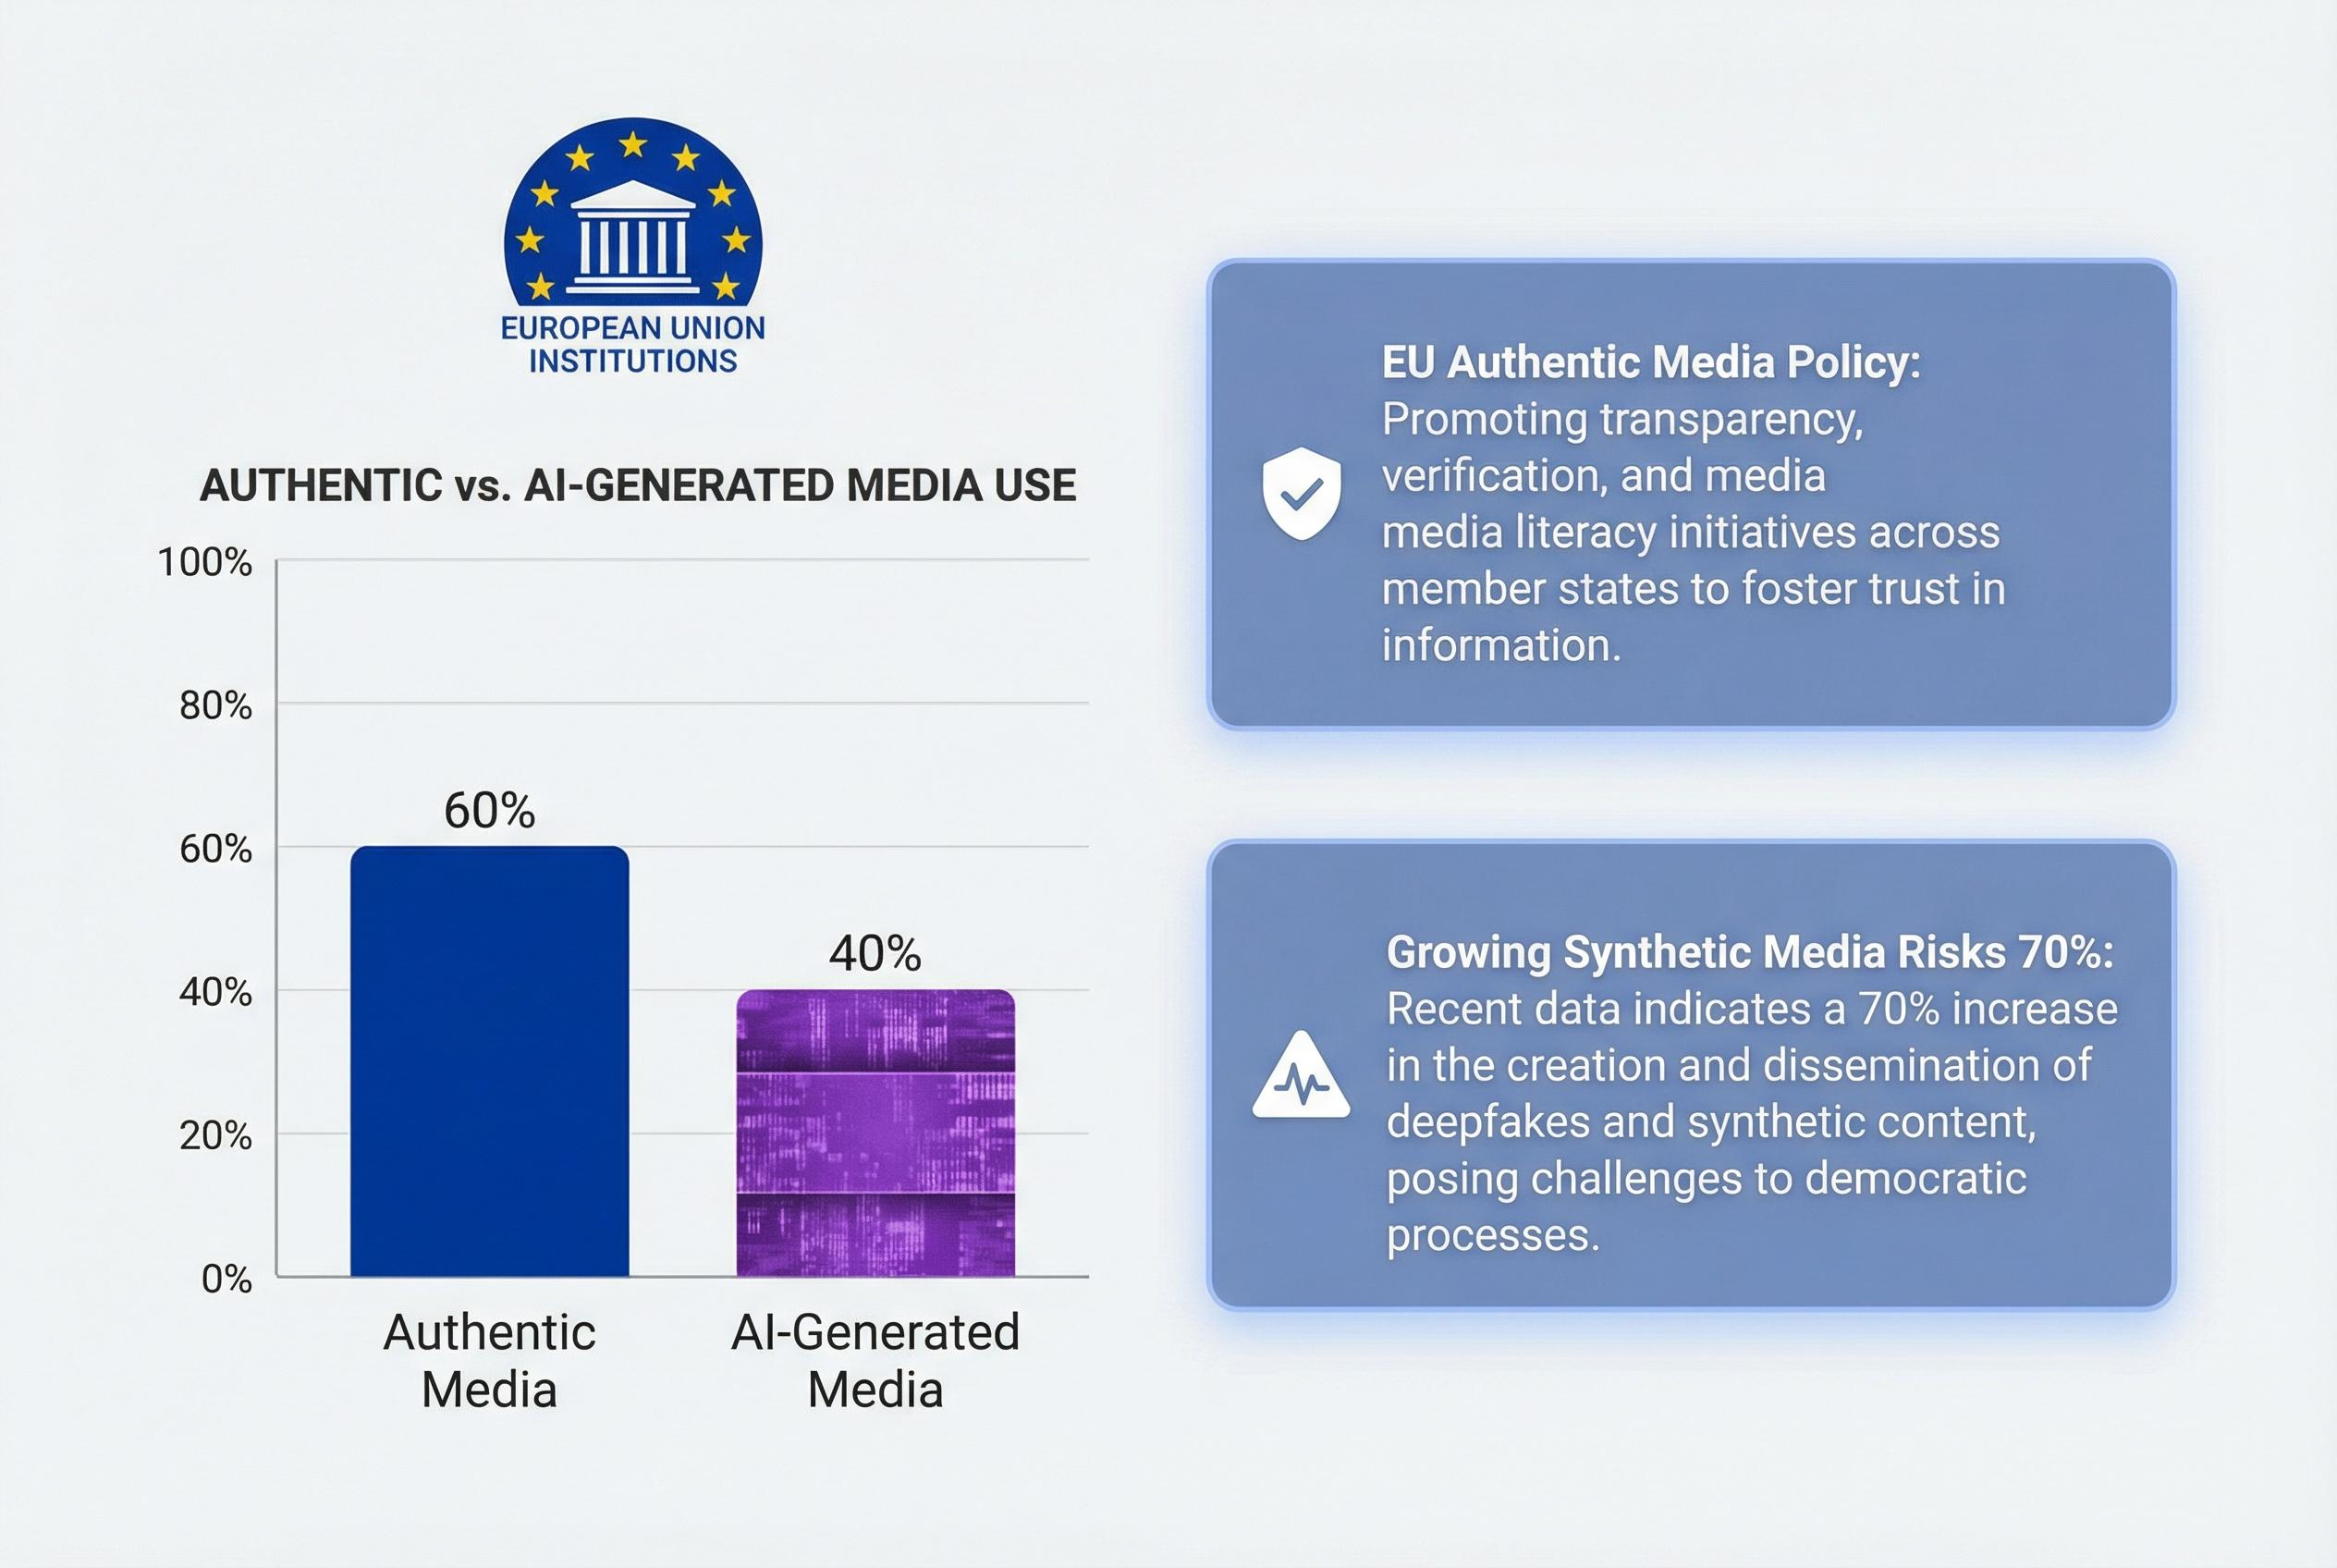 EUROPEAN UNION
INSTITUTIONS
AUTHENTIC vs. AI-GENERATED MEDIA USE
100%
80%
60%
40%
20%
0%
60%
40%
Authentic
Media
AI-Generated
Media
EU Authentic Media Policy:
Promoting transparency,
verification, and media
media literacy initiatives across
member states to foster trust in
information.
Growing Synthetic Media Risks 70%:
Recent data indicates a 70% increase
in the creation and dissemination of
deepfakes and synthetic content,
posing challenges to democratic
processes.